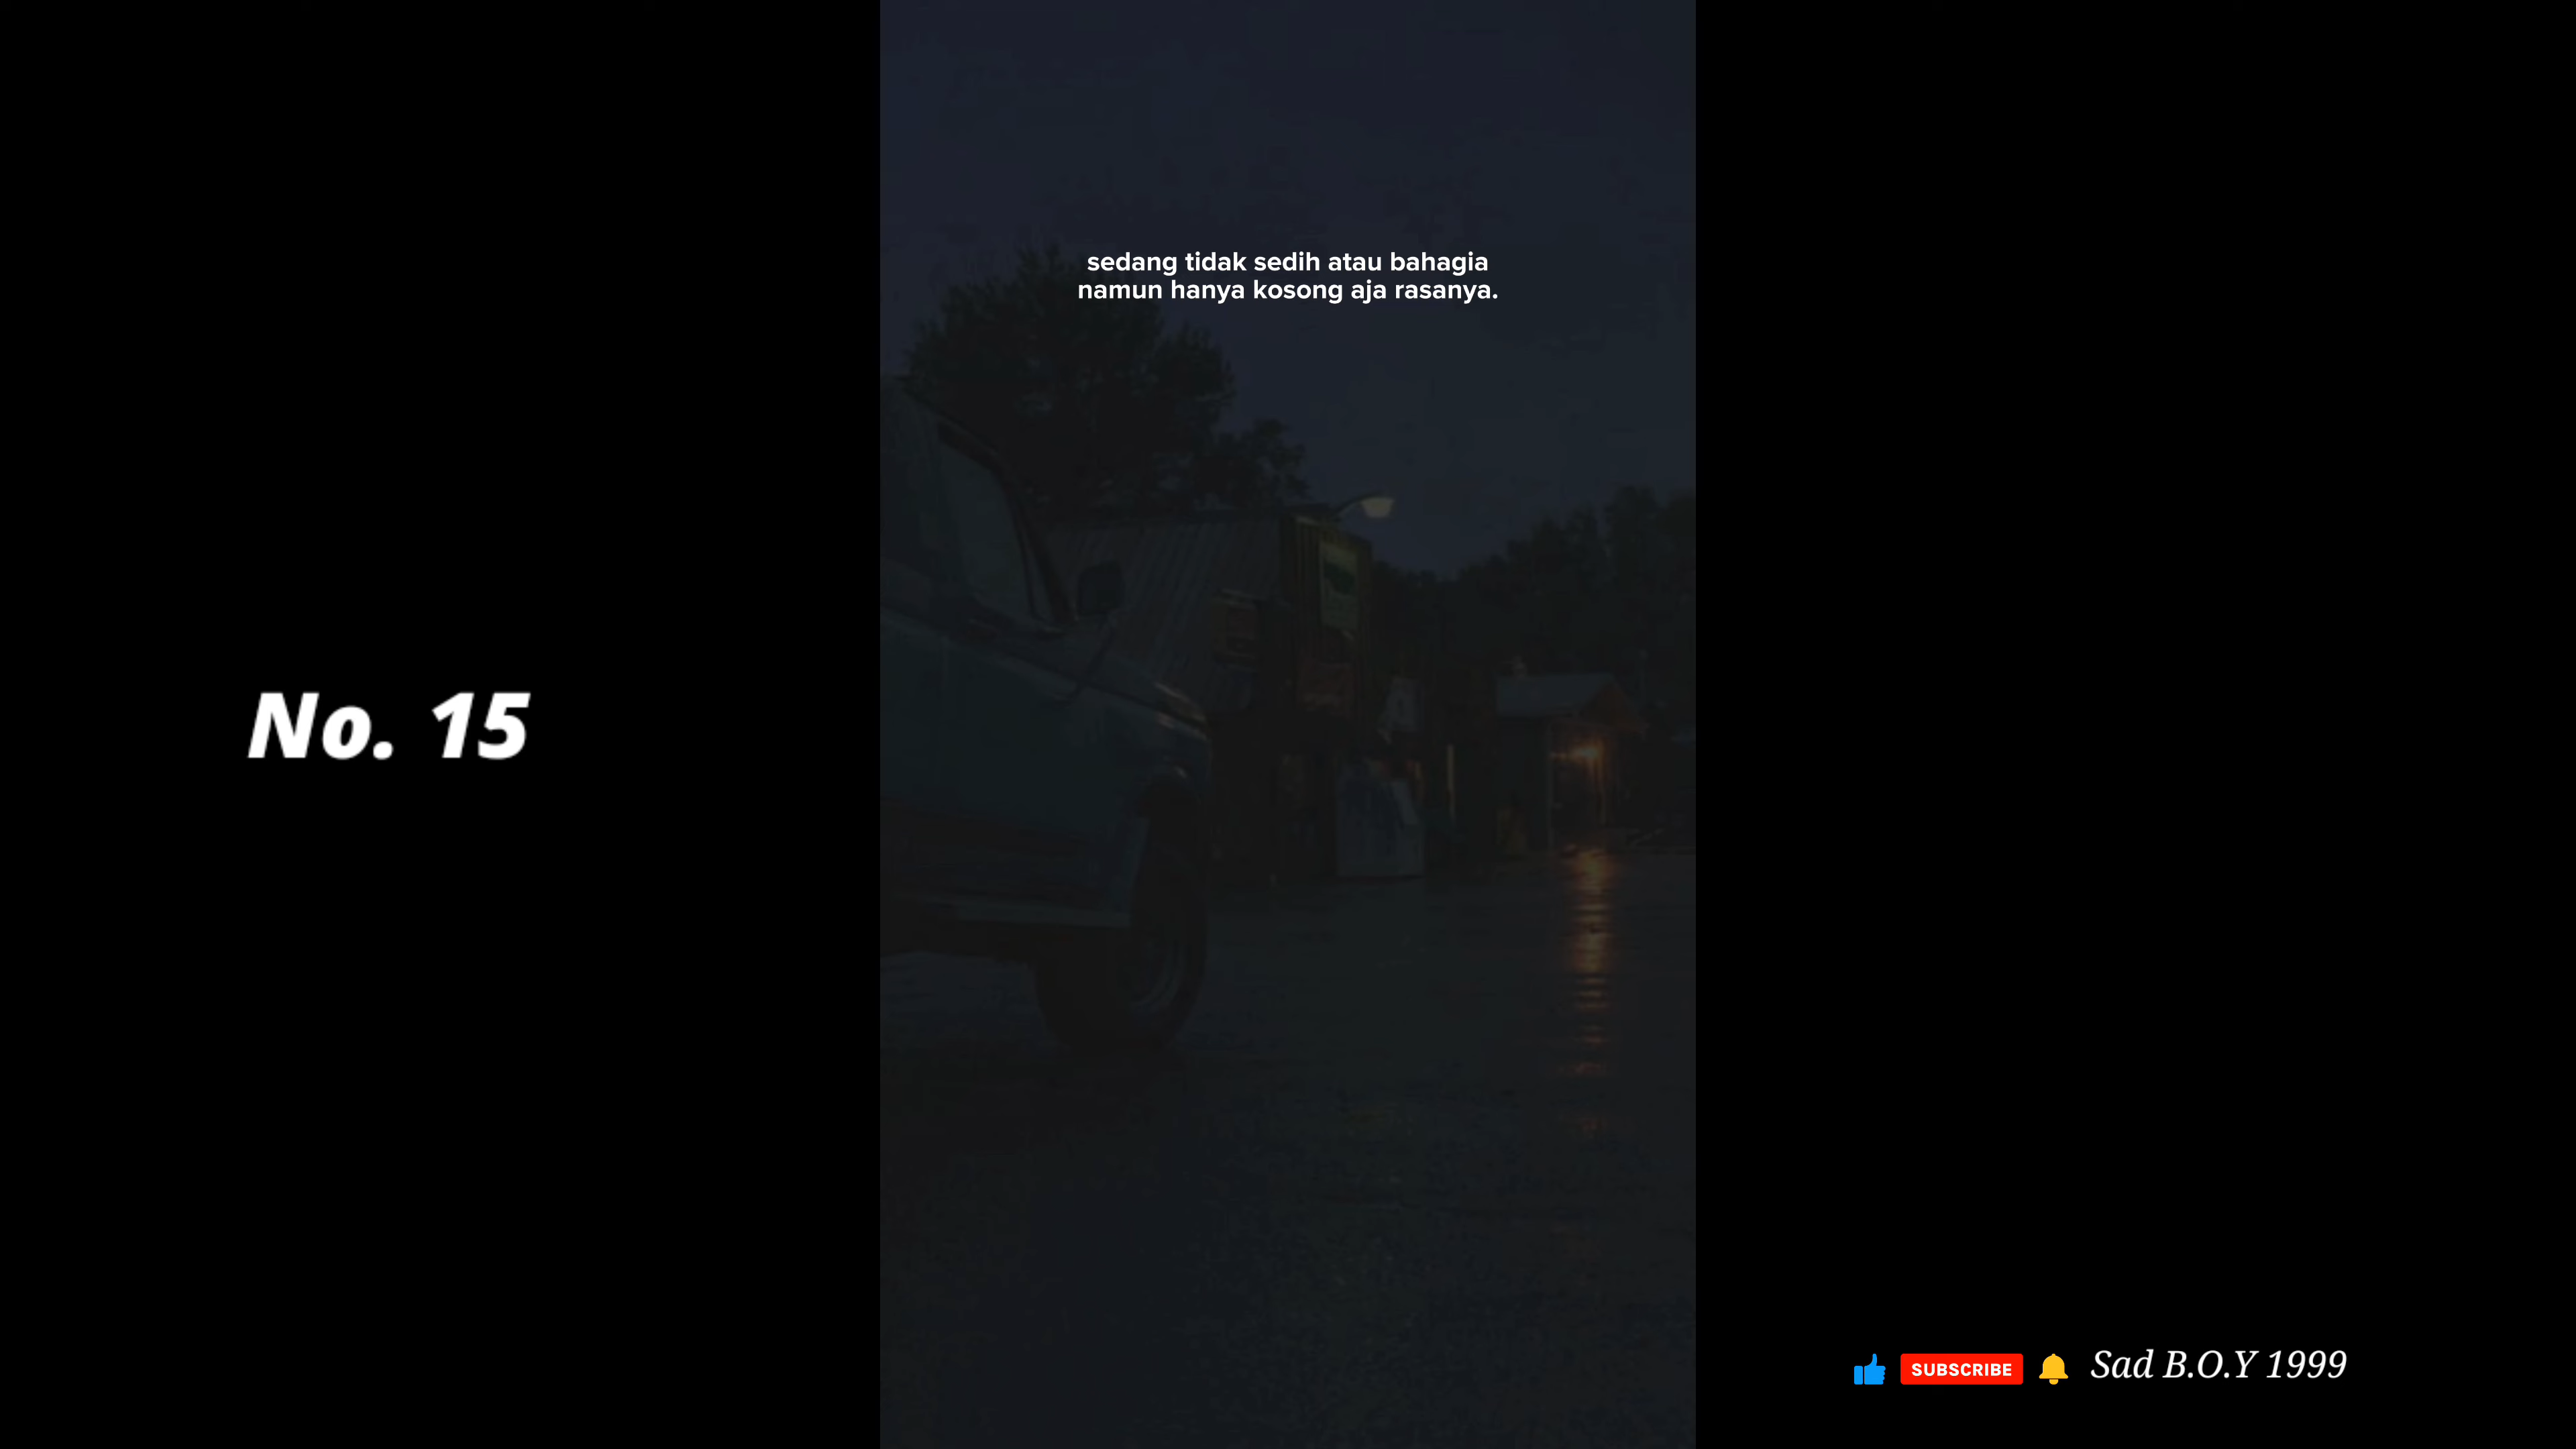 sedang tidak sedih atau bahagia
namun hanya kosong aja rasanya.
No. 15
SUBSCRIBE
Sad B.O.Y 1999